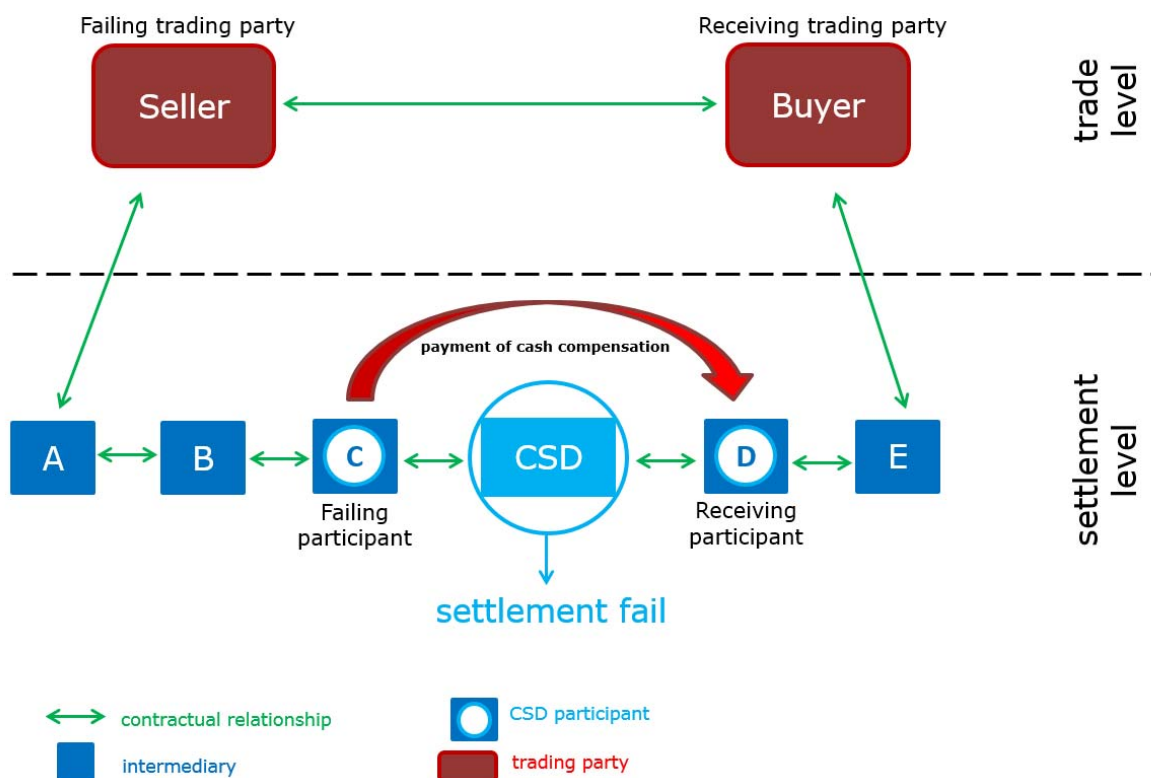 Failing trading party
Receiving trading party
Seller
Buyer
trade
level
payment of cash compensation
A
B
C
CSD
D
E
Failing
participant
Receiving
participant
settlement
level
settlement fail
contractual relationship
CSD participant
intermediary
trading party